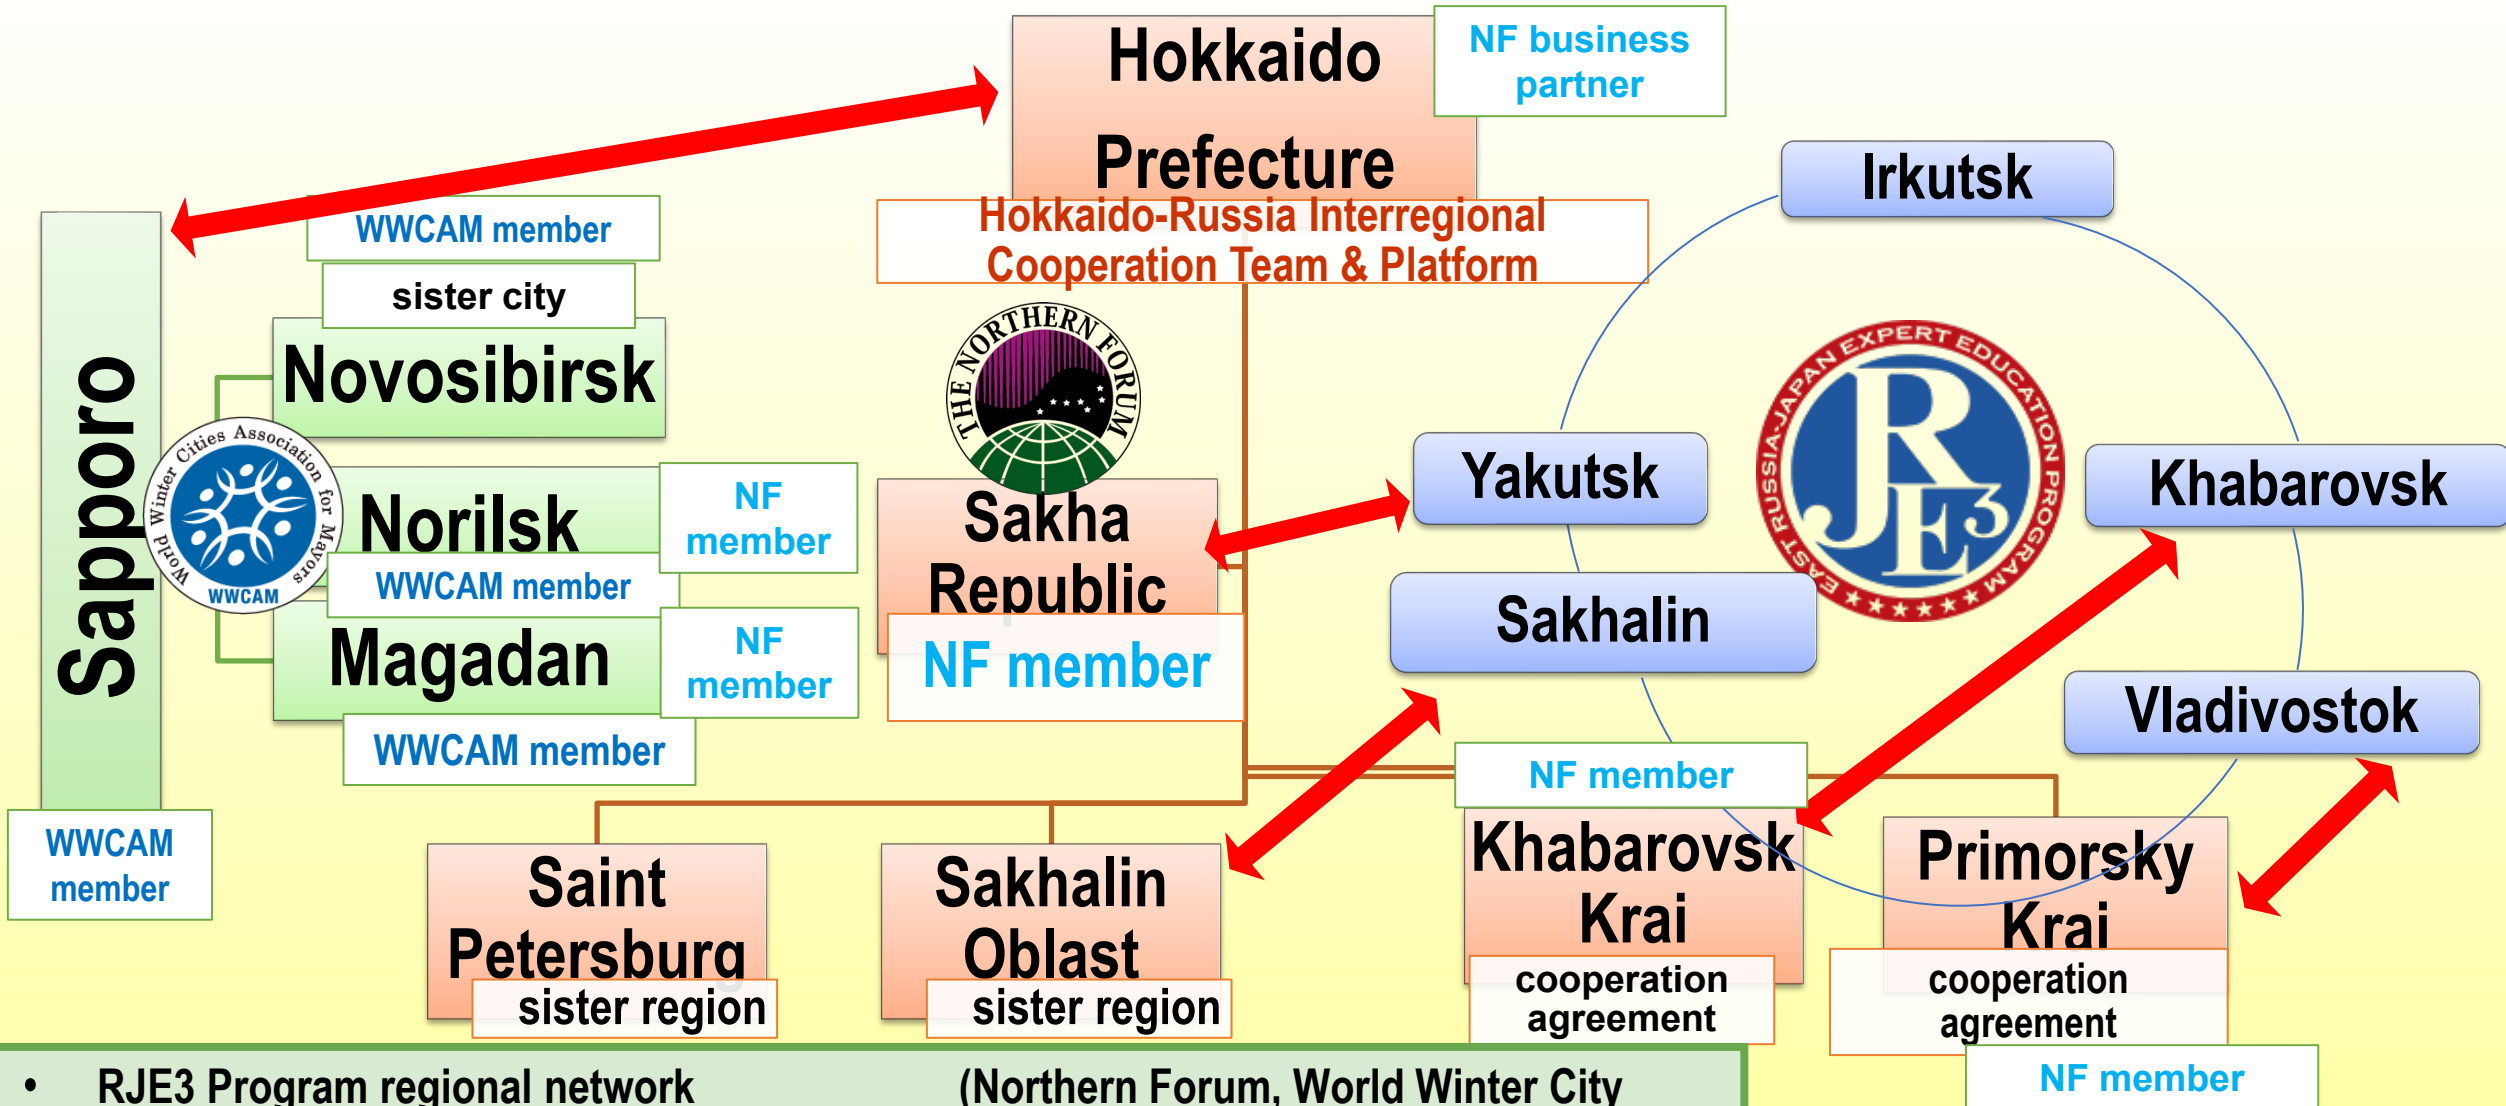 Hokkaido
Prefecture
NF business
partner
Hokkaido-Russia Interregional
Cooperation Team & Platform
Irkutsk
WWCAM member
sister city
Novosibirsk
Sapporo
World Winter Cities Association for Mayors
WWCAM
Norilsk
NF
member
WWCAM member
Magadan
NF
member
WWCAM member
WWCAM
member
THE NORTHERN FORUM
Sakha
Republic
NF member
Yakutsk
EAST RUSSIA-JAPAN EXPERT EDUCATION PROGRAM
RJE3
Khabarovsk
Sakhalin
Vladivostok
NF member
Saint
Petersburg
sister region
Sakhalin
Oblast
sister region
Khabarovsk
Krai
cooperation
agreement
Primorsky
Krai
cooperation
agreement
NF member
• RJE3 Program regional network (Northern Forum, World Winter City